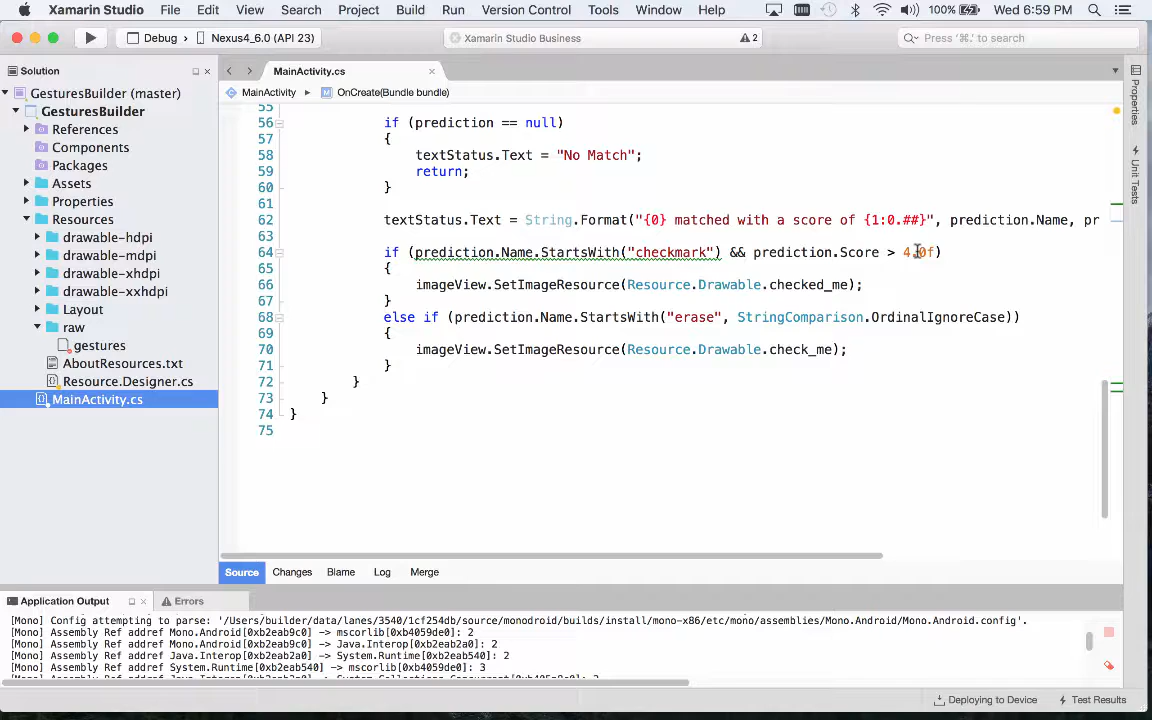 Xamarin Studio File Edit View Search Project Build Run Version Control Tools Window Help 100% Wed 6:59 PM
Debug Nexus4_6.0 (API 23) Xamarin Studio Business 2 Press '⌘.' to search
Solution MainActivity.cs
GesturesBuilder (master) MainActivity OnCreate(Bundle bundle)
GesturesBuilder
References
Components
Packages
Assets
Properties
Resources
drawable-hdpi
drawable-mdpi
drawable-xhdpi
drawable-xxhdpi
Layout
raw
gestures
AboutResources.txt
Resource.Designer.cs
MainActivity.cs
55
56 if (prediction == null)
57 {
58 textStatus.Text = "No Match";
59 return;
60 }
61
62 textStatus.Text = String.Format("{0} matched with a score of {1:0.##}", prediction.Name, pr
63
64 if (prediction.Name.StartsWith("checkmark") && prediction.Score > 4.0f)
65 {
66 imageView.SetImageResource(Resource.Drawable.checked_me);
67 }
68 else if (prediction.Name.StartsWith("erase", StringComparison.OrdinalIgnoreCase))
69 {
70 imageView.SetImageResource(Resource.Drawable.check_me);
71 }
72 }
73 }
74 }
75
Properties
Unit Tests
Source Changes Blame Log Merge
Application Output Errors
[Mono] Config attempting to parse: '/Users/builder/data/lanes/3540/1cf254db/source/monodroid/builds/install/mono-x86/etc/mono/assemblies/Mono.Android/Mono.Android.config'.
[Mono] Assembly Ref addref Mono.Android[0xb2eab9c0] -> mscorlib[0xb4059de0]: 2
[Mono] Assembly Ref addref Mono.Android[0xb2eab9c0] -> Java.Interop[0xb2eab2a0]: 2
[Mono] Assembly Ref addref Java.Interop[0xb2eab2a0] -> System.Runtime[0xb2eab540]: 2
[Mono] Assembly Ref addref System.Runtime[0xb2eab540] -> mscorlib[0xb4059de0]: 3
Deploying to Device Test Results